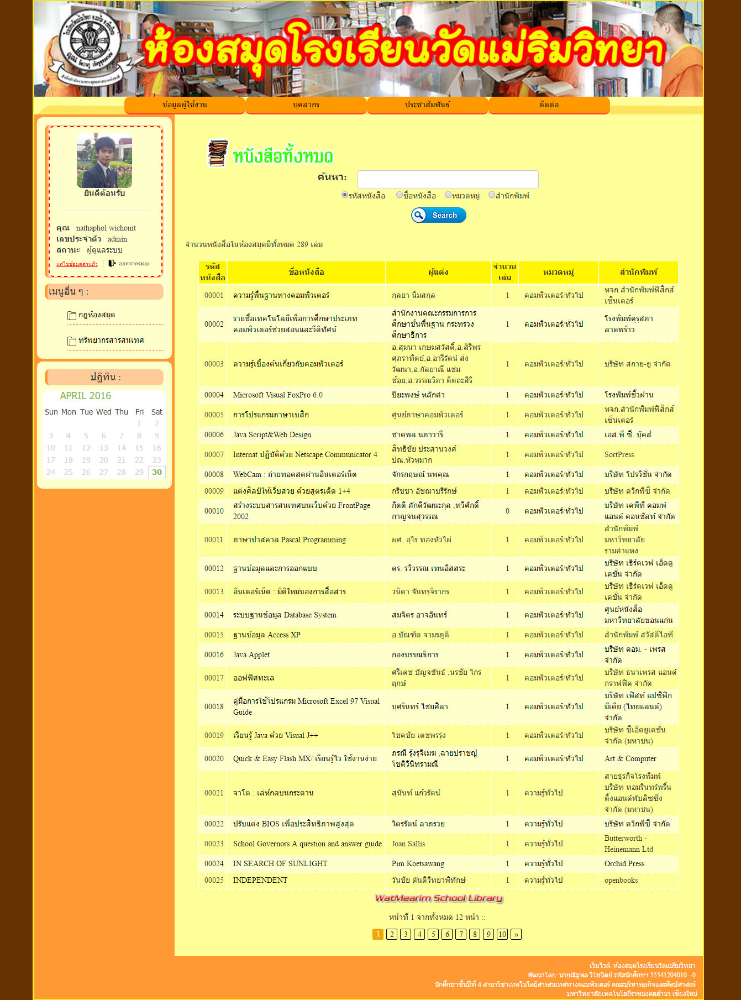 ห้องสมุดโรงเรียนวัดแม่ริมวิทยา
ข้อมูลผู้ใช้งาน บุคลากร ประชาสัมพันธ์ ติดต่อ
ยินดีต้อนรับ
คุณ nathaphol wichonit
เลขประจำตัว admin
สถานะ ผู้ดูแลระบบ
แก้ไขข้อมูลส่วนตัว | ออกจากระบบ
เมนูอื่น ๆ :
กฎห้องสมุด
ทรัพยากรสารสนเทศ
ปฏิทิน :
APRIL 2016
Sun Mon Tue Wed Thu Fri Sat
1 2
3 4 5 6 7 8 9
10 11 12 13 14 15 16
17 18 19 20 21 22 23
24 25 26 27 28 29 30
หนังสือทั้งหมด
ค้นหา:
รหัสหนังสือ ชื่อหนังสือ หมวดหมู่ สำนักพิมพ์
Search
จำนวนหนังสือในห้องสมุดมีทั้งหมด 289 เล่ม
รหัสหนังสือ ชื่อหนังสือ ผู้แต่ง จำนวนเล่ม หมวดหมู่ สำนักพิมพ์
00001 ความรู้พื้นฐานทางคอมพิวเตอร์ กุลยา นิ่มสกุล 1 คอมพิวเตอร์/ทั่วไป หจก.สำนักพิมพ์ฟิสิกส์เซ็นเตอร์
00002 รายชื่อเทคโนโลยีเพื่อการศึกษาประเภทคอมพิวเตอร์ช่วยสอนและวีดิทัศน์ สำนักงานคณะกรรมการการศึกษาขั้นพื้นฐาน กระทรวงศึกษาธิการ 1 คอมพิวเตอร์/ทั่วไป โรงพิมพ์คุรุสภาลาดพร้าว
00003 ความรู้เบื้องต้นเกี่ยวกับคอมพิวเตอร์ อ.สุมนา เกษมสวัสดิ์,อ.สิริพร ศุภราทิตย์,อ.อารีรัตน์ ส่งวัฒนา,อ.กัลยาณี แช่มช้อย,อ.วรรณวิภา ติตถะสิริ 1 คอมพิวเตอร์/ทั่วไป บริษัท สกาย-ยู จำกัด
00004 Microsoft Visual FoxPro 6.0 ปิยะพงษ์ หลักคำ 1 คอมพิวเตอร์/ทั่วไป โรงพิมพ์ชิ้วฝาน
00005 การโปรแกรมภาษาเบสิก ศูนย์ภาษาคอมพิวเตอร์ 1 คอมพิวเตอร์/ทั่วไป หจก.สำนักพิมพ์ฟิสิกส์เซ็นเตอร์
00006 Java Script&Web Design ชาตพล นภาวารี 1 คอมพิวเตอร์/ทั่วไป เอส.พี.ซี. บุ๊คส์
00007 Internat ปฏิบัติด้วย Netscape Communicator 4 สิทธิชัย ประสานวงศ์ ปณ.หัวหมาก 1 คอมพิวเตอร์/ทั่วไป SortPress
00008 WebCam : ถ่ายทอดสดผ่านอินเตอร์เน็ต จักรกฤษณ์ นพคุณ 1 คอมพิวเตอร์/ทั่วไป บริษัท โปรวิชั่น จำกัด
00009 แต่งศิลป์ให้เว็บสวย ด้วยสูตรเด็ด 1+4 กริชชา อัชฌาบริรักษ์ 1 คอมพิวเตอร์/ทั่วไป บริษัท ควิกพีซี จำกัด
00010 สร้างระบบสารสนเทศบนเว็บด้วย FrontPage 2002 กิตติ ภักดีวัฒนะกุล ,ทวีศักดิ์ กาญจนสุวรรณ 0 คอมพิวเตอร์/ทั่วไป บริษัท เคพีที คอมพ์ แอนด์ คอนซัลท์ จำกัด
00011 ภาษาปาสคาล Pascal Programming ผศ. อุไร ทองหัวไผ่ 1 คอมพิวเตอร์/ทั่วไป สำนักพิมพ์มหาวิทยาลัยรามคำแหง
00012 ฐานข้อมูลและการออกแบบ ดร. รวิวรรณ เทนอิสสระ 1 คอมพิวเตอร์/ทั่วไป บริษัท เธิร์ดเวฟ เอ็ดดูเคชั่น จำกัด
00013 อินเตอร์เน็ต : มิติใหม่ของการสื่อสาร วนิดา จันทรุจิรากร 1 คอมพิวเตอร์/ทั่วไป บริษัท เธิร์ดเวฟ เอ็ดดูเคชั่น จำกัด
00014 ระบบฐานข้อมูล Database System สมจิตร อาจอินทร์ 1 คอมพิวเตอร์/ทั่วไป ศูนย์หนังสือมหาวิทยาลัยขอนแก่น
00015 ฐานข้อมูล Access XP อ.บัณฑิต จามรภูติ 1 คอมพิวเตอร์/ทั่วไป สำนักพิมพ์ สวัสดีไอที
00016 Java Applet กองบรรณธิการ 1 คอมพิวเตอร์/ทั่วไป บริษัท คอม. - เพรส จำกัด
00017 ออฟฟิศทะเล ศรีเดช ปัญจขันธ์ ,นรชัย ไกรฤกษ์ 1 คอมพิวเตอร์/ทั่วไป บริษัท ธนาเพรส แอนด์ กราฟฟิค จำกัด
00018 คู่มือการใช้โปรแกรม Microsoft Excel 97 Visual Guide บุศรินทร์ ไชยศิลา 1 คอมพิวเตอร์/ทั่วไป บริษัท เฟิสท์ แปซิฟิก มีเดีย (ไทยแลนด์) จำกัด
00019 เรียนรู้ Java ด้วย Visual J++ โชคชัย เดชพรรุ่ง 1 คอมพิวเตอร์/ทั่วไป บริษัท ซีเอ็ดยูเคชั่น จำกัด (มหาชน)
00020 Quick & Easy Flash MX/ เรียนรู้ไว ใช้งานง่าย ภรณี รุ้งรุจิเมฆ ,ฉายปราชญ์ โชติวินิทรามณี 1 คอมพิวเตอร์/ทั่วไป Art & Computer
00021 จาโต : เล่ห์กลบนกระดาน สุนันท์ แก้วรัตน์ 1 ความรู้ทั่วไป สายธุรกิจโรงพิมพ์ บริษัท ทอมรินทร์พริ้นติ้งแอนด์พับลิชชิ่ง จำกัด (มหาชน)
00022 ปรับแต่ง BIOS เพื่อประสิทธิภาพสูงสุด ไตรรัตน์ ลาภรวย 1 ความรู้ทั่วไป บริษัท ควิกพีซี จำกัด
00023 School Governors A question and answer guide Joan Sallis 1 ความรู้ทั่วไป Butterworth - Heinemann Ltd
00024 IN SEARCH OF SUNLIGHT Pim Koetsawang 1 ความรู้ทั่วไป Orchid Press
00025 INDEPENDENT วันชัย ตันติวิทยาพิทักษ์ 1 ความรู้ทั่วไป openbooks
WatMearim School Library
หน้าที่ 1 จากทั้งหมด 12 หน้า ::
1 2 3 4 5 6 7 8 9 10 »
เว็บไวต์: ห้องสมุดโรงเรียนวัดแม่ริมวิทยา
พัฒนาโดย: นายณัฐพล วิโชนิตย์ รหัสนักศึกษา 55541204010 - 0
นักศึกษาชั้นปีที่ 4 สาขาวิชาเทคโนโลยีสารสนเทศทางคอมพิวเตอร์ คณะบริหารธุรกิจและศิลปศาสตร์
มหาวิทยาลัยเทคโนโลยีราชมงคลล้านนา เชียงใหม่